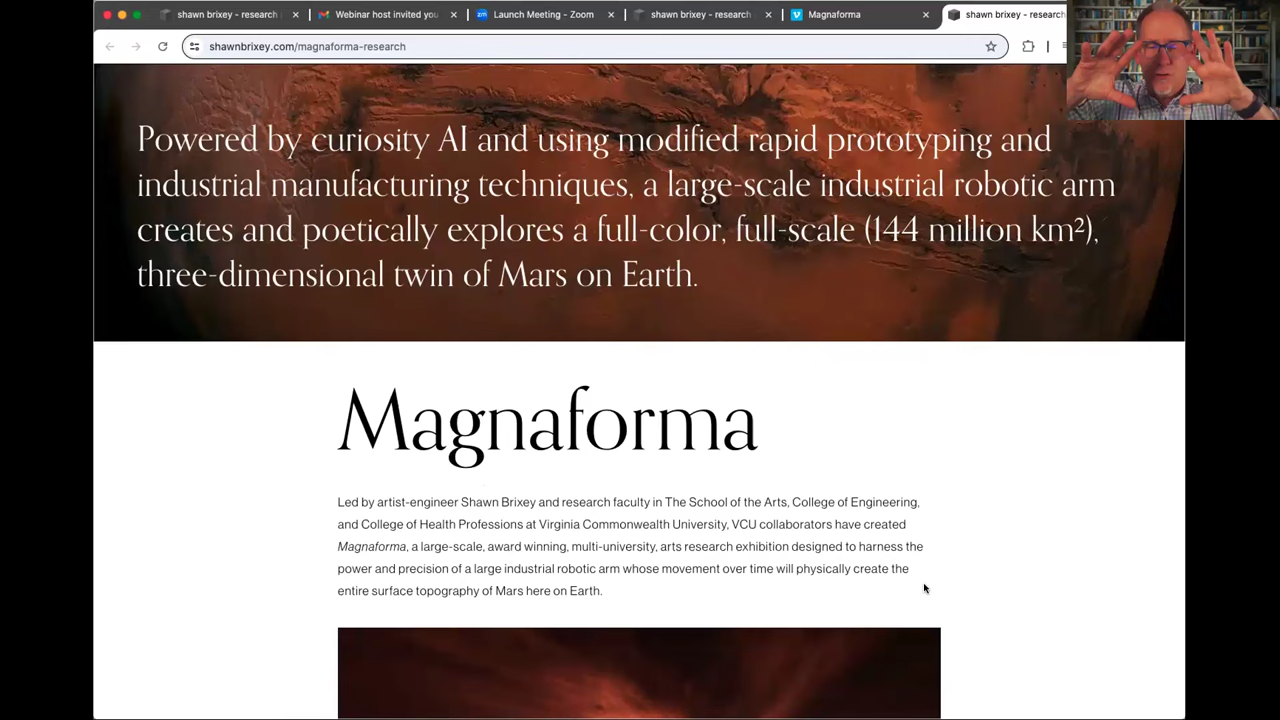 shawn brixey - research
Webinar host invited you
Launch Meeting - Zoom
shawn brixey - research
Magnaforma
shawn brixey - research
shawnbrixey.com/magnaforma-research
Powered by curiosity AI and using modified rapid prototyping and
industrial manufacturing techniques, a large-scale industrial robotic arm
creates and poetically explores a full-color, full-scale (144 million km²),
three-dimensional twin of Mars on Earth.
Magnaforma
Led by artist-engineer Shawn Brixey and research faculty in The School of the Arts, College of Engineering,
and College of Health Professions at Virginia Commonwealth University, VCU collaborators have created
Magnaforma, a large-scale, award winning, multi-university, arts research exhibition designed to harness the
power and precision of a large industrial robotic arm whose movement over time will physically create the
entire surface topography of Mars here on Earth.